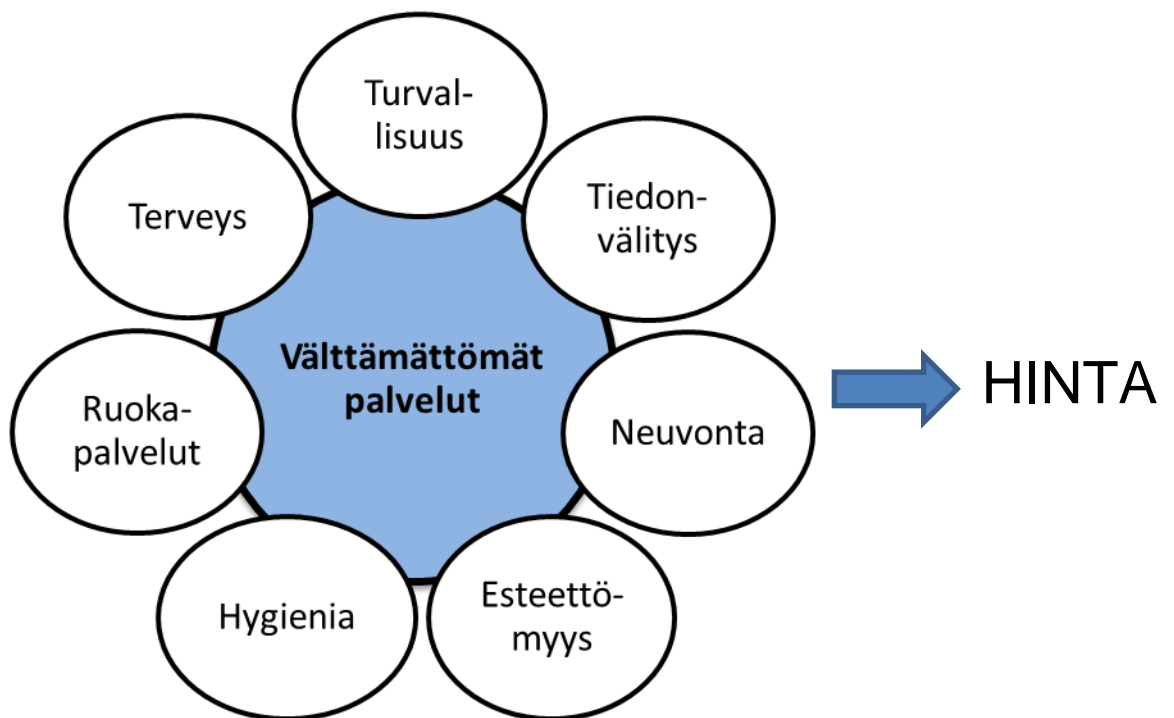 Turval-
lisuus
Tiedon-
välitys
Terveys
Välttämättömät
palvelut
HINTA
Ruoka-
palvelut
Neuvonta
Hygienia
Esteettö-
myys